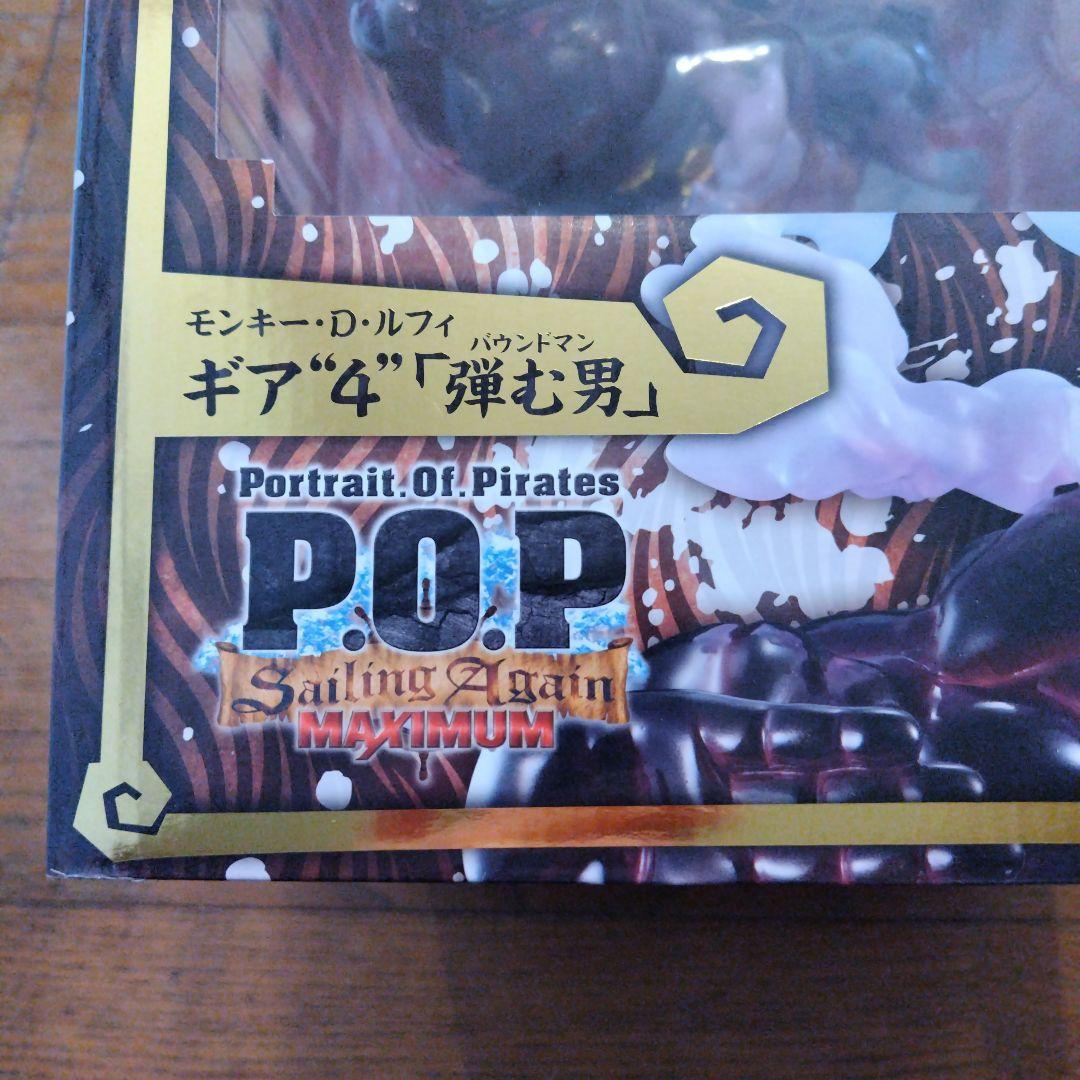 モンキー・D・ルフィ
バウンドマン
ギア“4”「弾む男」
Portrait.Of.Pirates
P.O.P
Sailing Again
MAXIMUM